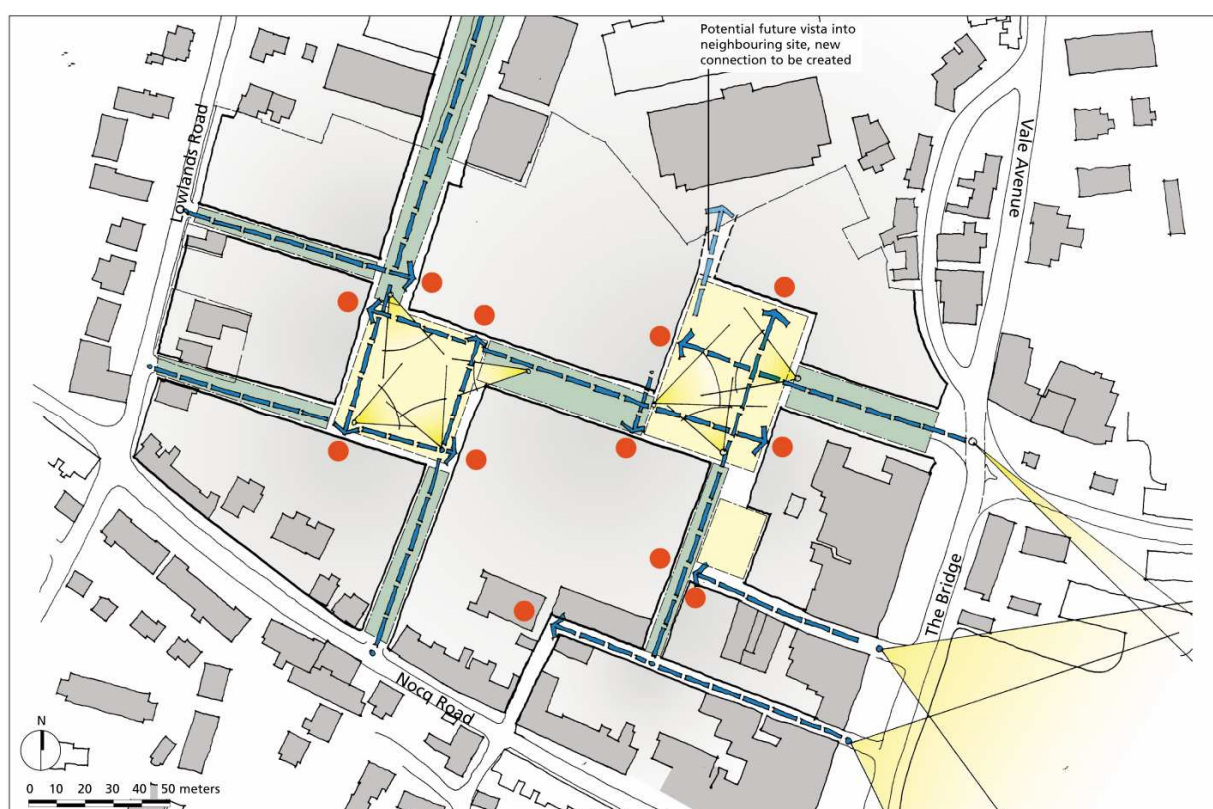 Potential future vista into
neighbouring site, new
connection to be created
Lowlands Road
Vale Avenue
The Bridge
Nocq Road
N
0 10 20 30 40 50 meters